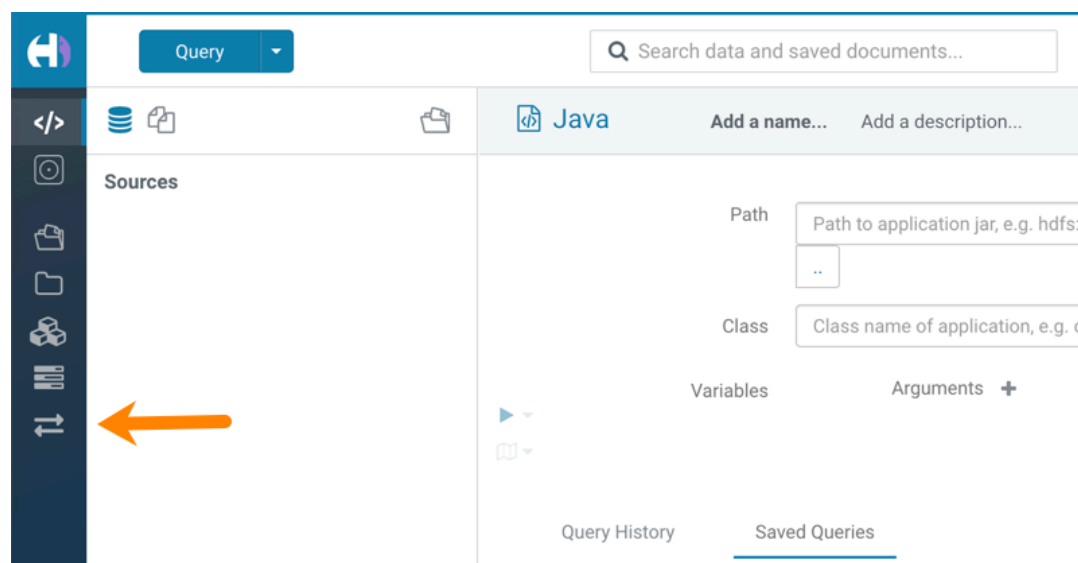 Query
Search data and saved documents...
</>
Java
Add a name...
Add a description...
Sources
Path
Path to application jar, e.g. hdfs:
..
Class
Class name of application, e.g.
Variables
Arguments
Query History
Saved Queries